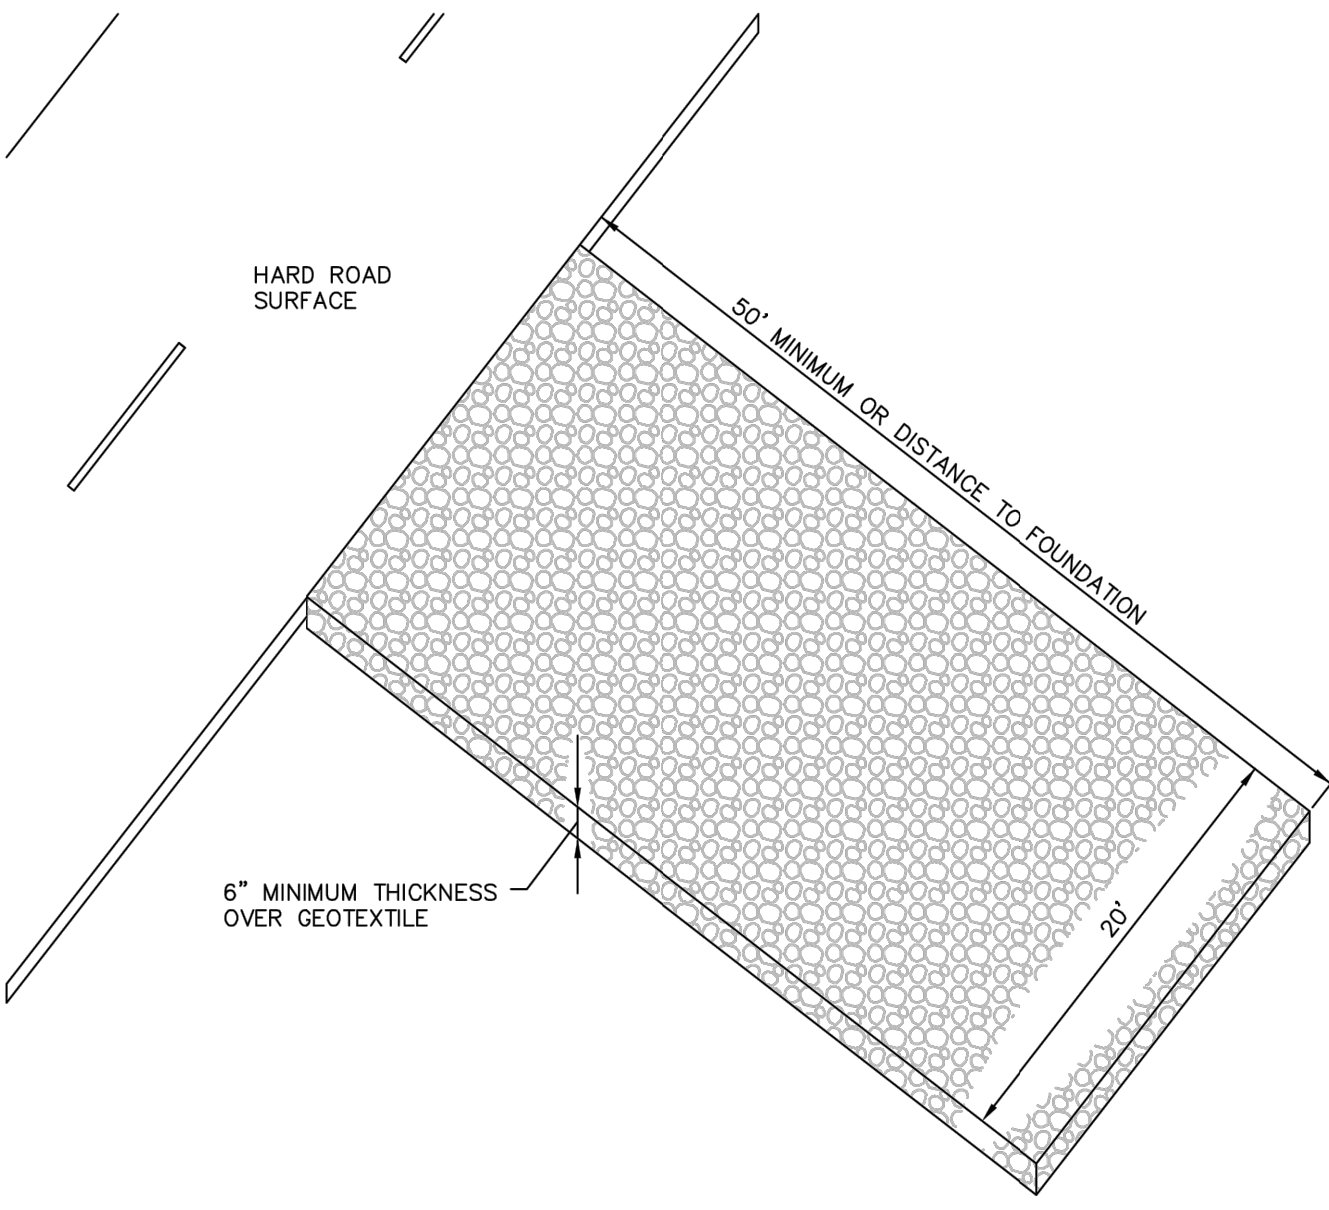 HARD ROAD
SURFACE
50’ MINIMUM OR DISTANCE TO FOUNDATION
6” MINIMUM THICKNESS
OVER GEOTEXTILE
20’